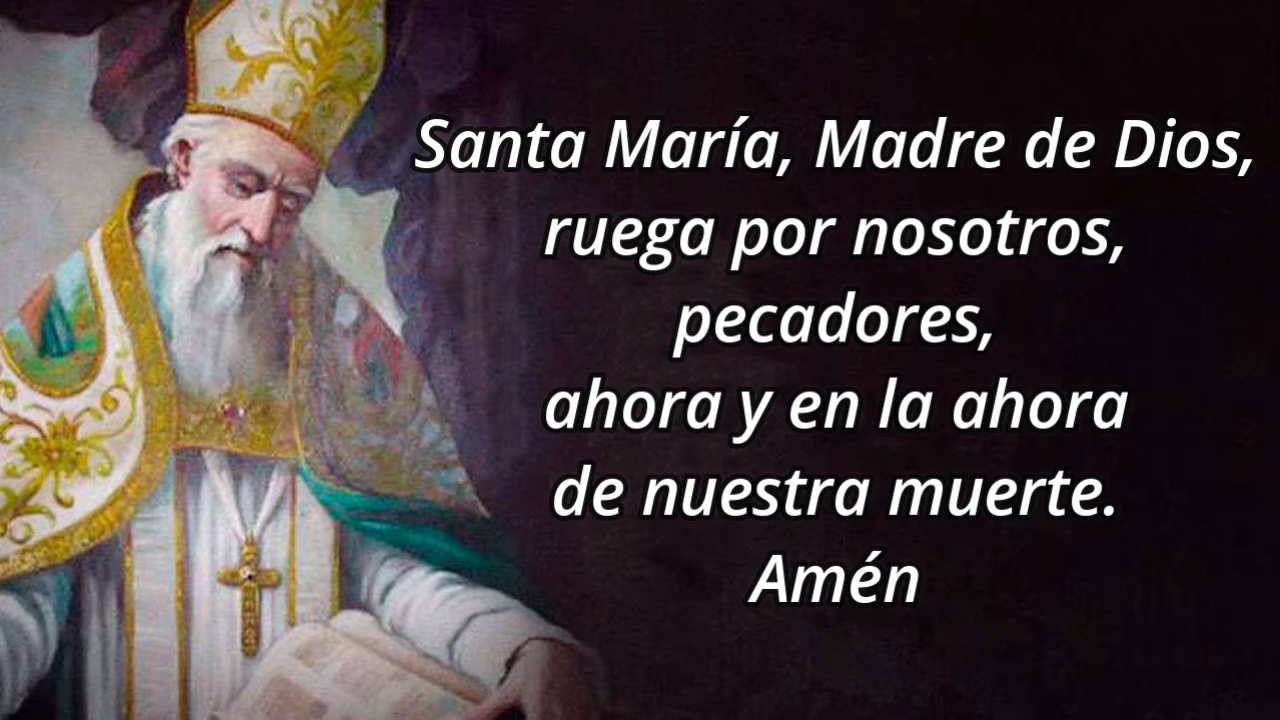 Santa María, Madre de Dios,
ruega por nosotros,
pecadores,
ahora y en la ahora
de nuestra muerte.
Amén